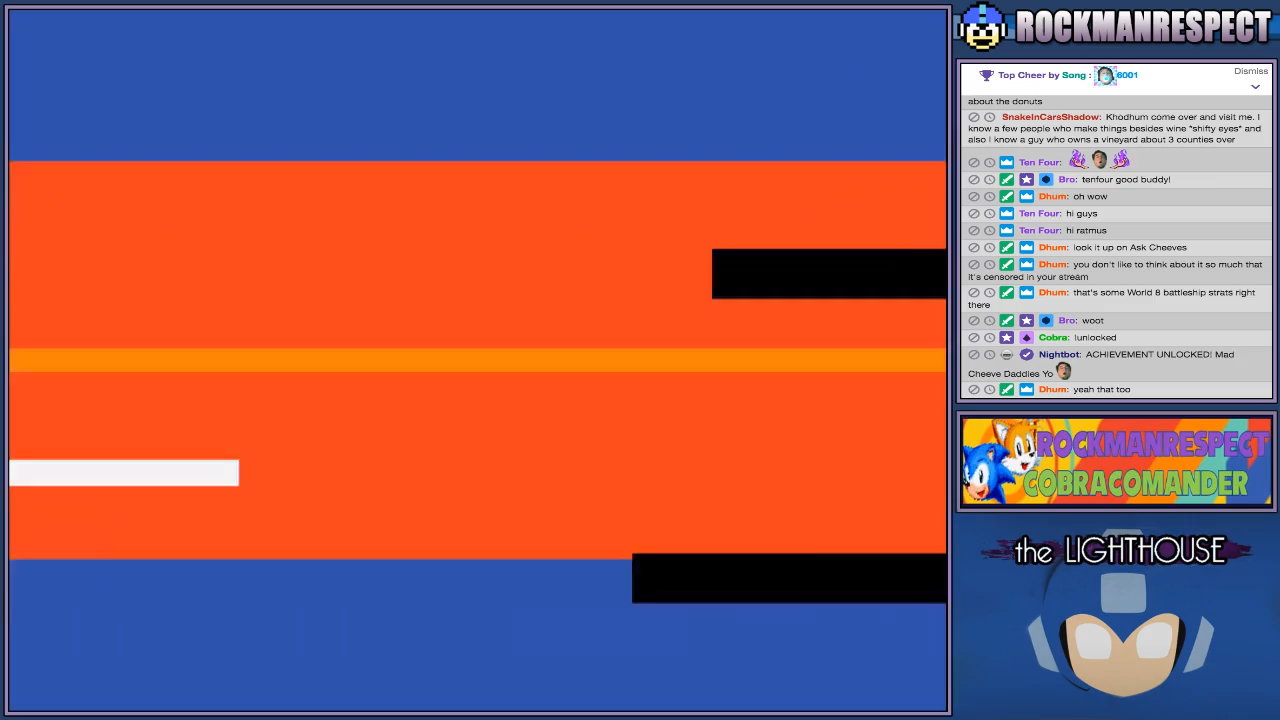 ROCKMANRESPECT
Top Cheer by Song : 6001
Dismiss
about the donuts
SnakeInCarsShadow: Khodhum come over and visit me. I
know a few people who make things besides wine *shifty eyes* and
also I know a guy who owns a vineyard about 3 counties over
Ten Four:
Bro: tenfour good buddy!
Dhum: oh wow
Ten Four: hi guys
Ten Four: hi ratmus
Dhum: look it up on Ask Cheeves
Dhum: you don't like to think about it so much that
it's censored in your stream
Dhum: that's some World 8 battleship strats right
there
Bro: woot
Cobra: !unlocked
Nightbot: ACHIEVEMENT UNLOCKED! Mad
Cheeve Daddies Yo
Dhum: yeah that too
ROCKMANRESPECT
COBRACOMANDER
the LIGHTHOUSE